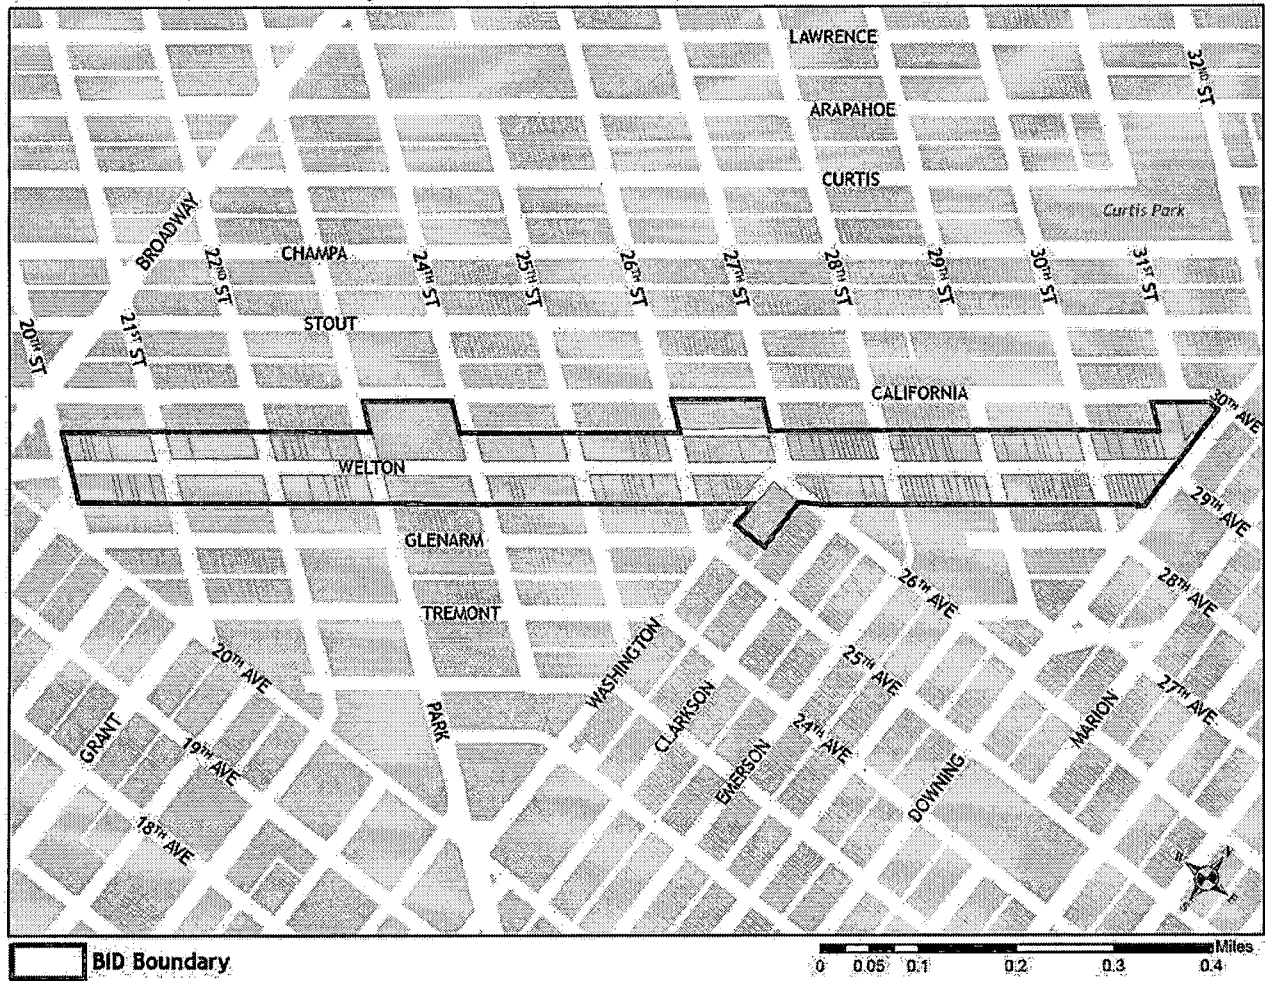 LAWRENCE
32ND ST
ARAPAHOE
CURTIS
Curtis Park
BROADWAY
22ND ST
CHAMPA
24TH ST
25TH ST
26TH ST
27TH ST
28TH ST
29TH ST
30TH ST
31ST ST
20TH ST
21ST ST
STOUT
CALIFORNIA
30TH AVE
WELTON
29TH AVE
GLENARM
26TH AVE
28TH AVE
TREMONT
20TH AVE
WASHINGTON
25TH AVE
27TH AVE
GRANT
19TH AVE
PARK
CLARKSON
24TH AVE
MARION
EMERSON
DOWNING
18TH AVE
N
W
E
S
BID Boundary
Miles
0 0.05 0.1 0.2 0.3 0.4